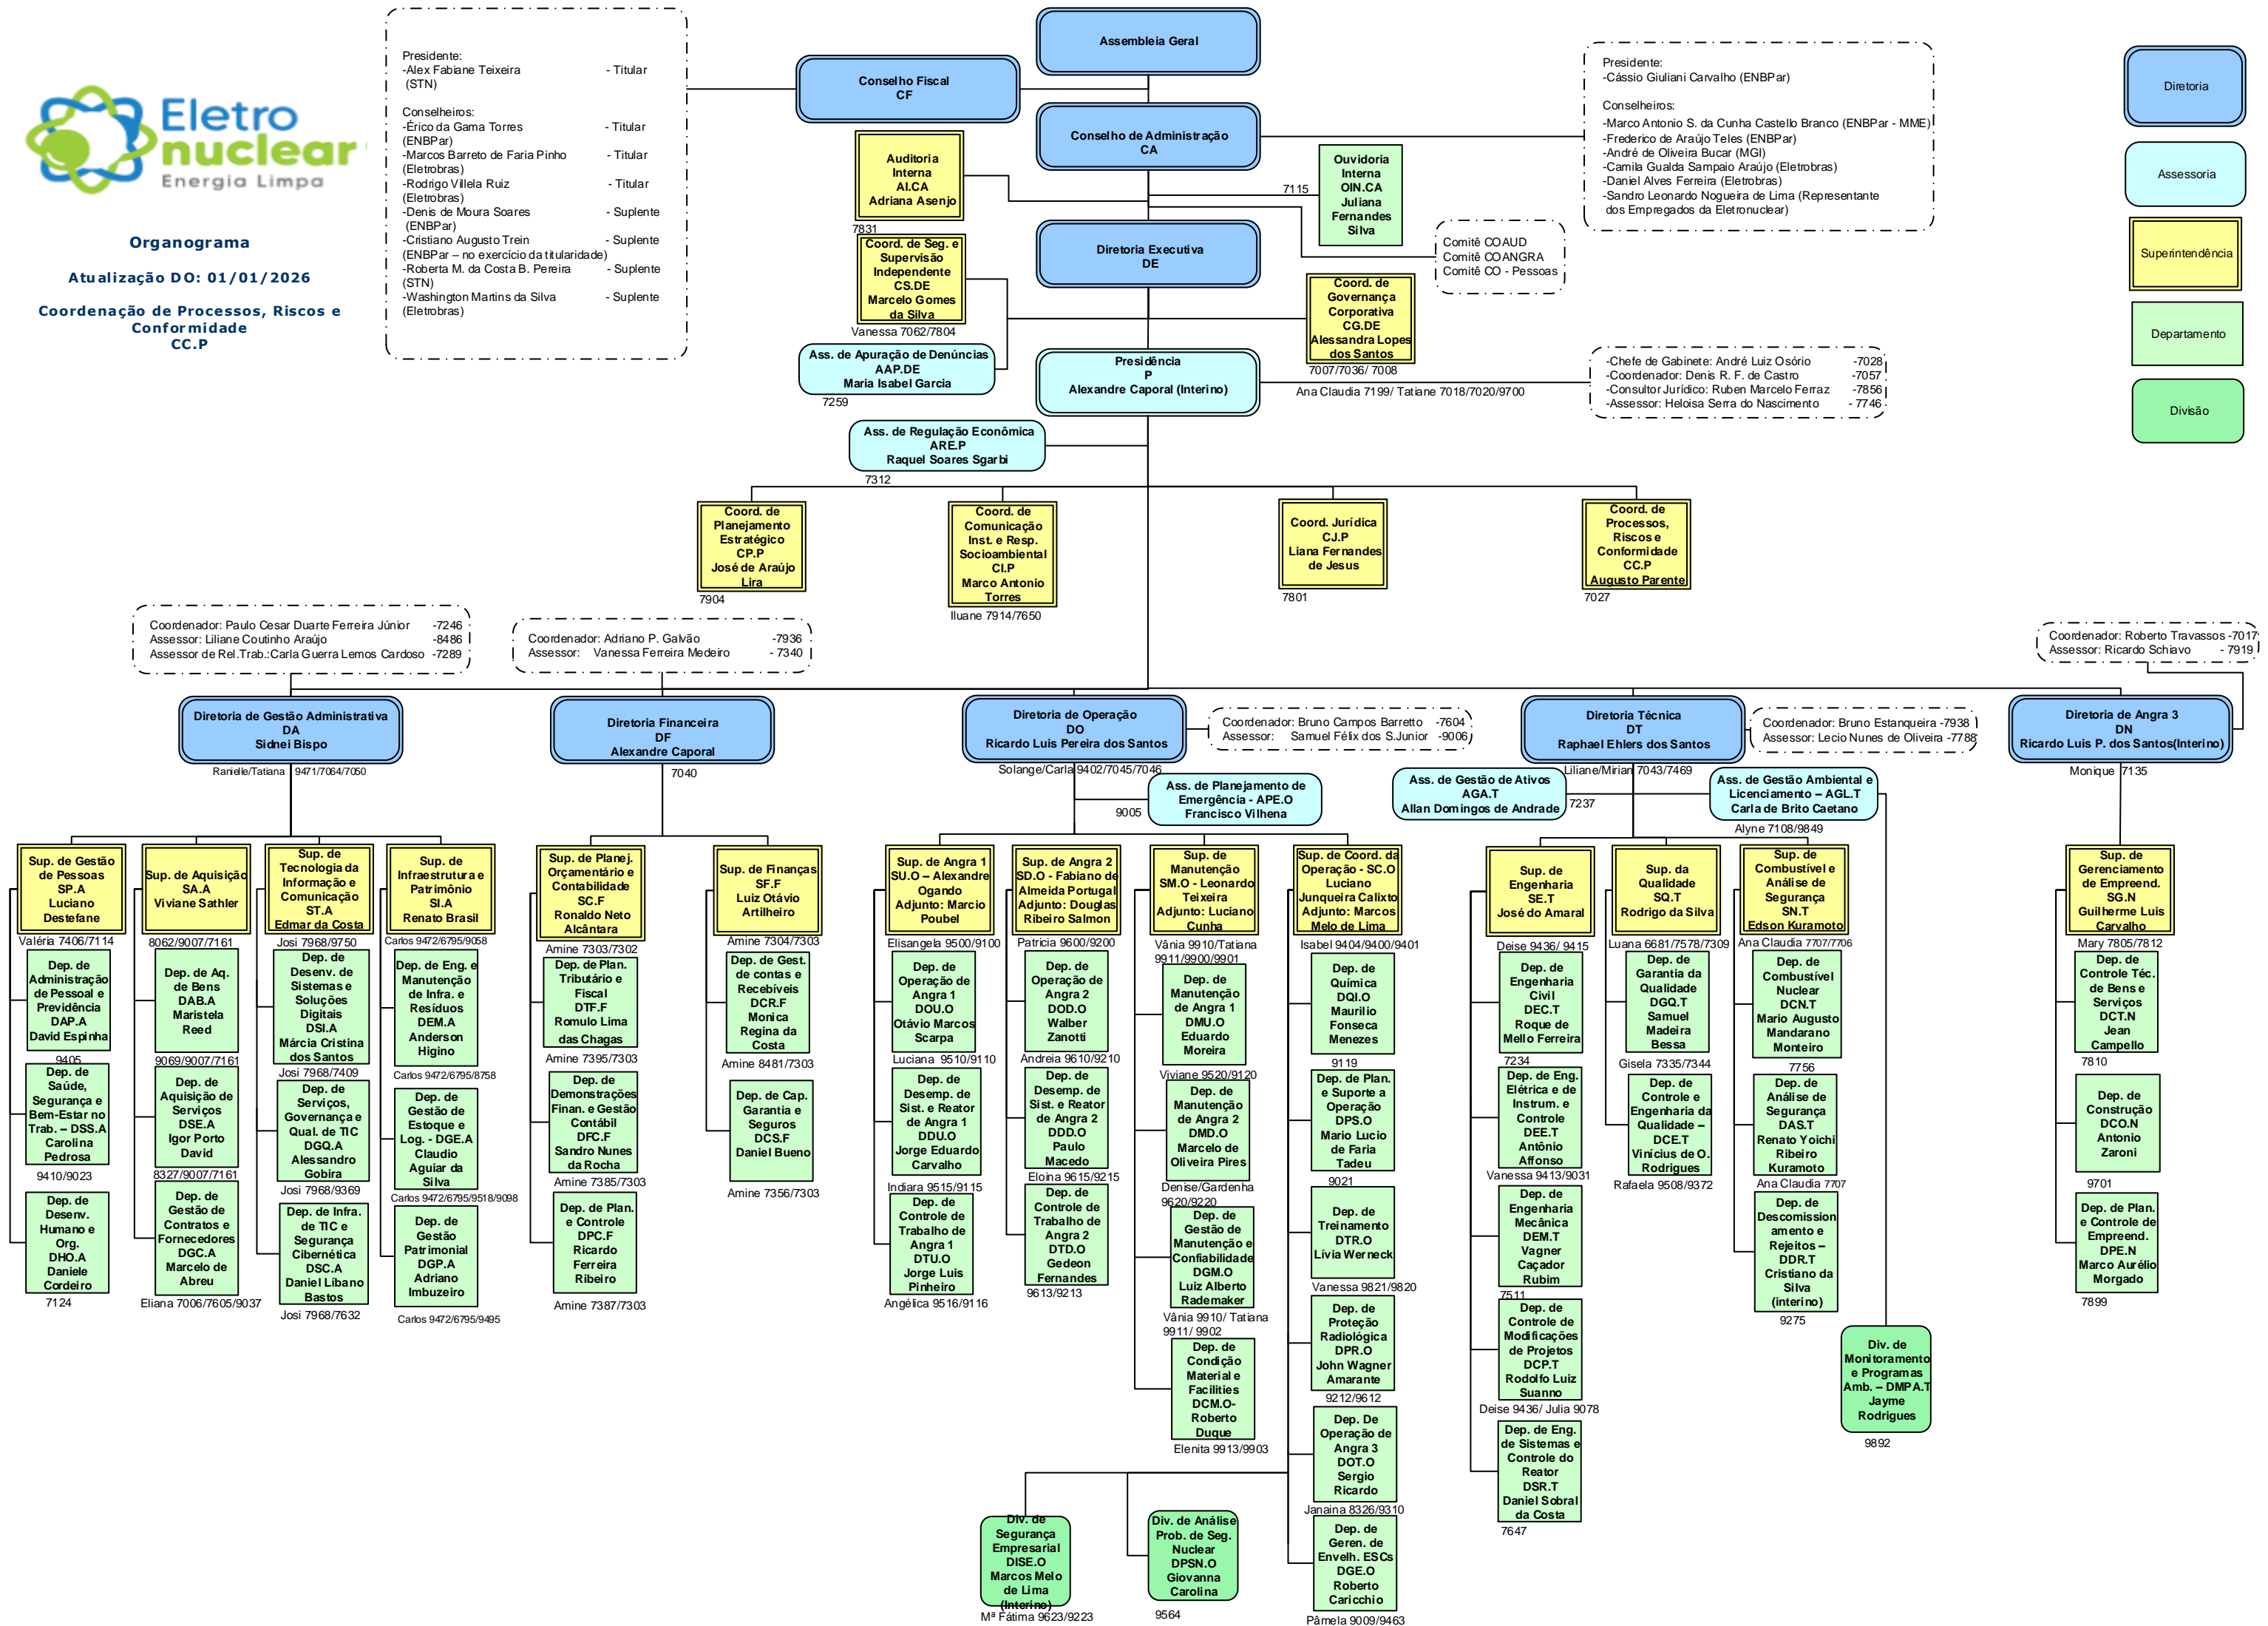 Eletro
nuclear
Energia Limpa
Organograma
Atualização DO: 01/01/2026
Coordenação de Processos, Riscos e
Conformidade
CC.P
Presidente:
-Alex Fabiane Teixeira - Titular
(STN)
Conselheiros:
-Érico da Gama Torres - Titular
(ENBPar)
-Marcos Barreto de Faria Pinho - Titular
(Eletrobras)
-Rodrigo Villela Ruiz - Titular
(Eletrobras)
-Denis de Moura Soares - Suplente
(ENBPar)
-Cristiano Augusto Trein - Suplente
(ENBPar – no exercício da titularidade)
-Roberta M. da Costa B. Pereira - Suplente
(STN)
-Washington Martins da Silva - Suplente
(Eletrobras)
Assembleia Geral
Conselho Fiscal
CF
Conselho de Administração
CA
Presidente:
-Cássio Giuliani Carvalho (ENBPar)
Conselheiros:
-Marco Antonio S. da Cunha Castello Branco (ENBPar - MME)
-Frederico de Araújo Teles (ENBPar)
-André de Oliveira Bucar (MGI)
-Camila Gualda Sampaio Araújo (Eletrobras)
-Daniel Alves Ferreira (Eletrobras)
-Sandro Leonardo Nogueira de Lima (Representante
dos Empregados da Eletronuclear)
Diretoria
Assessoria
Superintendência
Departamento
Divisão
Auditoria
Interna
AI.CA
Adriana Asenjo
7831
7115
Ouvidoria
Interna
OIN.CA
Juliana
Fernandes
Silva
Comitê COAUD
Comitê COANGRA
Comitê CO - Pessoas
Diretoria Executiva
DE
Coord. de Seg. e
Supervisão
Independente
CS.DE
Marcelo Gomes
da Silva
Vanessa 7062/7804
Coord. de
Governança
Corporativa
CG.DE
Alessandra Lopes
dos Santos
7007/7036/ 7008
Ass. de Apuração de Denúncias
AAP.DE
Maria Isabel Garcia
7259
Presidência
P
Alexandre Caporal (Interino)
Ana Claudia 7199/ Tatiane 7018/7020/9700
-Chefe de Gabinete: André Luiz Osório -7028
-Coordenador: Denis R. F. de Castro -7057
-Consultor Jurídico: Ruben Marcelo Ferraz -7856
-Assessor: Heloisa Serra do Nascimento - 7746
Ass. de Regulação Econômica
ARE.P
Raquel Soares Sgarbi
7312
Coord. de
Planejamento
Estratégico
CP.P
José de Araújo
Lira
7904
Coord. de
Comunicação
Inst. e Resp.
Socioambiental
CI.P
Marco Antonio
Torres
Iluane 7914/7650
Coord. Jurídica
CJ.P
Liana Fernandes
de Jesus
7801
Coord. de
Processos,
Riscos e
Conformidade
CC.P
Augusto Parente
7027
Coordenador: Paulo Cesar Duarte Ferreira Júnior -7246
Assessor: Liliane Coutinho Araújo -8486
Assessor de Rel.Trab.:Carla Guerra Lemos Cardoso -7289
Coordenador: Adriano P. Galvão -7936
Assessor: Vanessa Ferreira Medeiro - 7340
Coordenador: Roberto Travassos -7017
Assessor: Ricardo Schiavo - 7919
Diretoria de Gestão Administrativa
DA
Sidnei Bispo
Ranielle/Tatiana 9471/7064/7050
Diretoria Financeira
DF
Alexandre Caporal
7040
Diretoria de Operação
DO
Ricardo Luis Pereira dos Santos
Solange/Carla 9402/7045/7046
Coordenador: Bruno Campos Barretto -7604
Assessor: Samuel Félix dos S.Junior -9006
Diretoria Técnica
DT
Raphael Ehlers dos Santos
Liliane/Mirian 7043/7469
Coordenador: Bruno Estanqueira -7938
Assessor: Lecio Nunes de Oliveira -7788
Diretoria de Angra 3
DN
Ricardo Luis P. dos Santos(Interino)
Monique 7135
Ass. de Planejamento de
Emergência - APE.O
Francisco Vilhena
9005
Ass. de Gestão de Ativos
AGA.T
Allan Domingos de Andrade
7237
Ass. de Gestão Ambiental e
Licenciamento – AGL.T
Carla de Brito Caetano
Alyne 7108/9849
Sup. de Gestão
de Pessoas
SP.A
Luciano
Destefane
Valéria 7406/7114
Dep. de
Administração
de Pessoal e
Previdência
DAP.A
David Espinha
9405
Dep. de
Saúde,
Segurança e
Bem-Estar no
Trab. – DSS.A
Carolina
Pedrosa
9410/9023
Dep. de
Desenv.
Humano e
Org.
DHO.A
Daniele
Cordeiro
7124
Sup. de Aquisição
SA.A
Viviane Sathler
8062/9007/7161
Dep. de Aq.
de Bens
DAB.A
Maristela
Reed
9069/9007/7161
Dep. de
Aquisição de
Serviços
DSE.A
Igor Porto
David
8327/9007/7161
Dep. de
Gestão de
Contratos e
Fornecedores
DGC.A
Marcelo de
Abreu
Eliana 7006/7605/9037
Sup. de
Tecnologia da
Informação e
Comunicação
ST.A
Edmar da Costa
Josi 7968/9750
Dep. de
Desenv. de
Sistemas e
Soluções
Digitais
DSI.A
Márcia Cristina
dos Santos
Josi 7968/7409
Dep. de
Serviços,
Governança e
Qual. de TIC
DGQ.A
Alessandro
Gobira
Josi 7968/9369
Dep. de Infra.
de TIC e
Segurança
Cibernética
DSC.A
Daniel Líbano
Bastos
Josi 7968/7632
Sup. de
Infraestrutura e
Patrimônio
SI.A
Renato Brasil
Carlos 9472/6795/9058
Dep. de Eng. e
Manutenção
de Infra. e
Resíduos
DEM.A
Anderson
Higino
Carlos 9472/6795/8758
Dep. de
Gestão de
Estoque e
Log. - DGE.A
Claudio
Aguiar da
Silva
Carlos 9472/6795/9518/9098
Dep. de
Gestão
Patrimonial
DGP.A
Adriano
Imbuzeiro
Carlos 9472/6795/9495
Sup. de Planej.
Orçamentário e
Contabilidade
SC.F
Ronaldo Neto
Alcântara
Amine 7303/7302
Dep. de Plan.
Tributário e
Fiscal
DTF.F
Romulo Lima
das Chagas
Amine 7395/7303
Dep. de
Demonstrações
Finan. e Gestão
Contábil
DFC.F
Sandro Nunes
da Rocha
Amine 7385/7303
Dep. de Plan.
e Controle
DPC.F
Ricardo
Ferreira
Ribeiro
Amine 7387/7303
Sup. de Finanças
SF.F
Luiz Otávio
Artilheiro
Amine 7304/7303
Dep. de Gest.
de contas e
Recebíveis
DCR.F
Monica
Regina da
Costa
Amine 8481/7303
Dep. de Cap.
Garantia e
Seguros
DCS.F
Daniel Bueno
Amine 7356/7303
Sup. de Angra 1
SU.O – Alexandre
Ogando
Adjunto: Marcio
Poubel
Elisangela 9500/9100
Dep. de
Operação de
Angra 1
DOU.O
Otávio Marcos
Scarpa
Luciana 9510/9110
Dep. de
Desemp. de
Sist. e Reator
de Angra 1
DDU.O
Jorge Eduardo
Carvalho
Indiara 9515/9115
Dep. de
Controle de
Trabalho de
Angra 1
DTU.O
Jorge Luis
Pinheiro
Angélica 9516/9116
Sup. de Angra 2
SD.O - Fabiano de
Almeida Portugal
Adjunto: Douglas
Ribeiro Salmon
Patricia 9600/9200
Dep. de
Operação de
Angra 2
DOD.O
Walber
Zanotti
Andreia 9610/9210
Dep. de
Desemp. de
Sist. e Reator
de Angra 2
DDD.O
Paulo
Macedo
Eloina 9615/9215
Dep. de
Controle de
Trabalho de
Angra 2
DTD.O
Gedeon
Fernandes
9613/9213
Sup. de
Manutenção
SM.O - Leonardo
Teixeira
Adjunto: Luciano
Cunha
Vânia 9910/Tatiana
9911/9900/9901
Dep. de
Manutenção
de Angra 1
DMU.O
Eduardo
Moreira
Viviane 9520/9120
Dep. de
Manutenção
de Angra 2
DMD.O
Marcelo de
Oliveira Pires
Denise/Gardenha
9620/9220
Dep. de
Gestão de
Manutenção e
Confiabilidade
DGM.O
Luiz Alberto
Rademaker
Vânia 9910/ Tatiana
9911/ 9902
Dep. de
Condição
Material e
Facilities
DCM.O-
Roberto
Duque
Elenita 9913/9903
Sup. de Coord. da
Operação - SC.O
Luciano
Junqueira Calixto
Adjunto: Marcos
Melo de Lima
Isabel 9404/9400/9401
Dep. de
Química
DQI.O
Maurilio
Fonseca
Menezes
9119
Dep. de Plan.
e Suporte a
Operação
DPS.O
Mario Lucio
de Faria
Tadeu
9021
Dep. de
Treinamento
DTR.O
Lívia Werneck
Vanessa 9821/9820
Dep. de
Proteção
Radiológica
DPR.O
John Wagner
Amarante
9212/9612
Dep. De
Operação de
Angra 3
DOT.O
Sergio
Ricardo
Janaina 8326/9310
Dep. de
Geren. de
Envelh. ESCs
DGE.O
Roberto
Caricchio
Pâmela 9009/9463
Div. de
Segurança
Empresarial
DISE.O
Marcos Melo
de Lima
(Interino)
Mª Fátima 9623/9223
Div. de Análise
Prob. de Seg.
Nuclear
DPSN.O
Giovanna
Carolina
9564
Sup. de
Engenharia
SE.T
José do Amaral
Deise 9436/ 9415
Dep. de
Engenharia
Civil
DEC.T
Roque de
Mello Ferreira
7234
Dep. de Eng.
Elétrica e de
Instrum. e
Controle
DEE.T
Antônio
Affonso
Vanessa 9413/9031
Dep. de
Engenharia
Mecânica
DEM.T
Vagner
Caçador
Rubim
7511
Dep. de
Controle de
Modificações
de Projetos
DCP.T
Rodolfo Luiz
Suanno
Deise 9436/ Julia 9078
Dep. de Eng.
de Sistemas e
Controle do
Reator
DSR.T
Daniel Sobral
da Costa
7647
Sup. da
Qualidade
SQ.T
Rodrigo da Silva
Luana 6681/7578/7309
Dep. de
Garantia da
Qualidade
DGQ.T
Samuel
Madeira
Bessa
Gisela 7335/7344
Dep. de
Controle e
Engenharia da
Qualidade –
DCE.T
Vinícius de O.
Rodrigues
Rafaela 9508/9372
Sup. de
Combustível e
Análise de
Segurança
SN.T
Edson Kuramoto
Ana Claudia 7707/7706
Dep. de
Combustível
Nuclear
DCN.T
Mario Augusto
Mandarano
Monteiro
7756
Dep. de
Análise de
Segurança
DAS.T
Renato Yoichi
Ribeiro
Kuramoto
Ana Claudia 7707
Dep. de
Descomission
amento e
Rejeitos –
DDR.T
Cristiano da
Silva
(interino)
9275
Div. de
Monitoramento
e Programas
Amb. – DMPA.T
Jayme
Rodrigues
9892
Sup. de
Gerenciamento
de Empreend.
SG.N
Guilherme Luis
Carvalho
Mary 7805/7812
Dep. de
Controle Téc.
de Bens e
Serviços
DCT.N
Jean
Campello
7810
Dep. de
Construção
DCO.N
Antonio
Zaroni
9701
Dep. de Plan.
e Controle de
Empreend.
DPE.N
Marco Aurélio
Morgado
7899